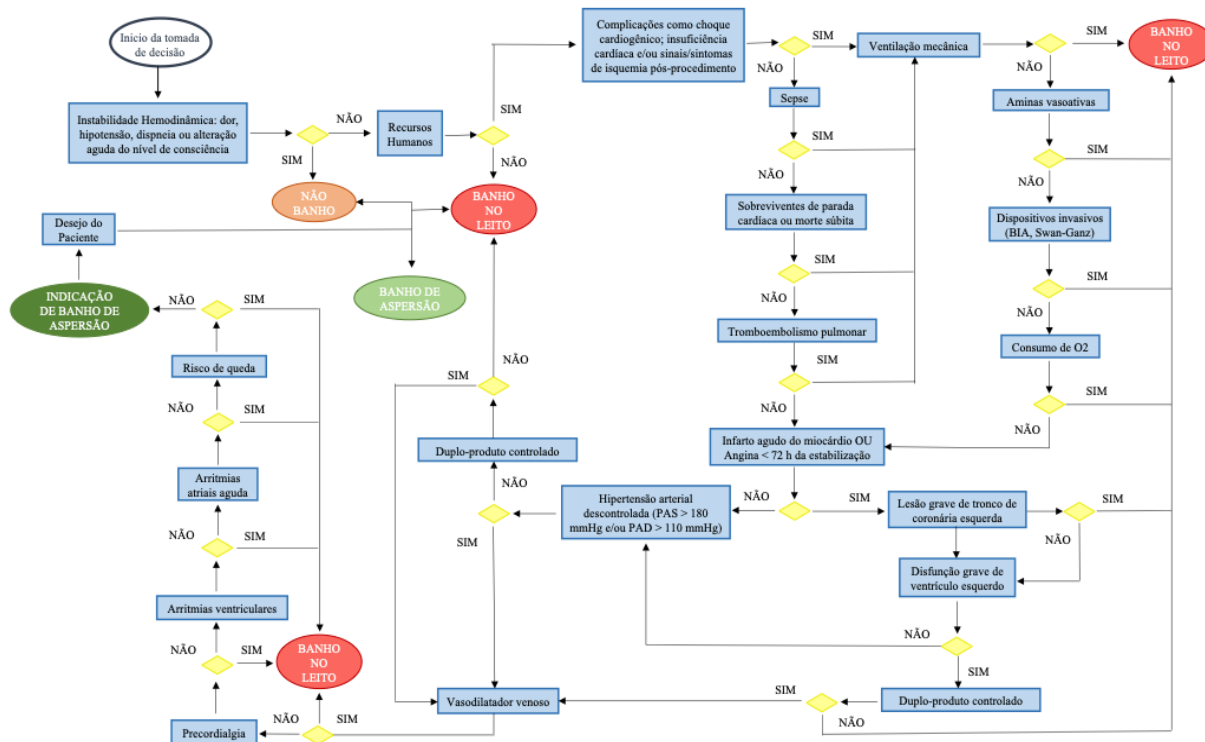 Inicio da tomada
de decisão
Instabilidade Hemodinâmica: dor,
hipotensão, dispneia ou alteração
aguda do nível de consciência
NÃO
SIM
Recursos
Humanos
SIM
NÃO
NÃO
BANHO
BANHO
NO
LEITO
BANHO DE
ASPERSÃO
Desejo do
Paciente
INDICAÇÃO
DE BANHO DE
ASPERSÃO
Complicações como choque
cardiogênico; insuficiência
cardíaca e/ou sinais/sintomas
de isquemia pós-procedimento
SIM
NÃO
Sepse
SIM
NÃO
Sobreviventes de parada
cardíaca ou morte súbita
SIM
NÃO
Tromboembolismo pulmonar
SIM
NÃO
Ventilação mecânica
SIM
NÃO
BANHO
NO
LEITO
Aminas vasoativas
SIM
NÃO
Dispositivos invasivos
(BIA, Swan-Ganz)
SIM
NÃO
Consumo de O2
SIM
NÃO
Infarto agudo do miocárdio OU
Angina < 72 h da estabilização
NÃO
SIM
Lesão grave de tronco de
coronária esquerda
SIM
NÃO
Disfunção grave de
ventrículo esquerdo
NÃO
SIM
Duplo-produto controlado
SIM
NÃO
Hipertensão arterial
descontrolada (PAS > 180
mmHg e/ou PAD > 110 mmHg)
NÃO
SIM
Duplo-produto controlado
SIM
NÃO
Vasodilatador venoso
SIM
NÃO
Precordialgia
NÃO
SIM
BANHO
NO
LEITO
Arritmias ventriculares
NÃO
SIM
Arritmias
atriais aguda
NÃO
SIM
Risco de queda
NÃO
SIM